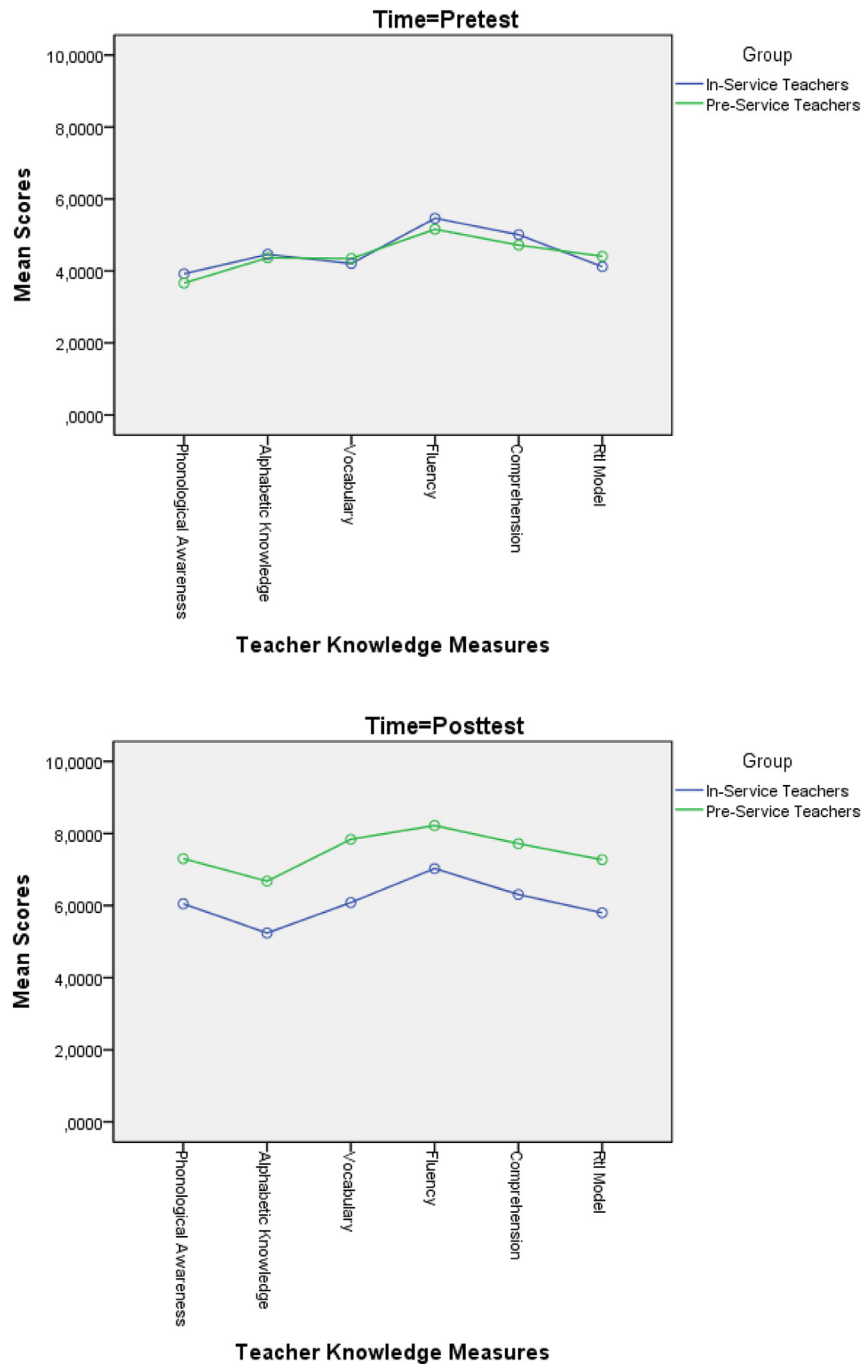 Time=Pretest
10,0000
8,0000
6,0000
4,0000
2,0000
,0000
Mean Scores
Group
In-Service Teachers
Pre-Service Teachers
Phonological Awareness
Alphabetic Knowledge
Vocabulary
Fluency
Comprehension
RtI Model
Teacher Knowledge Measures
Time=Posttest
10,0000
8,0000
6,0000
4,0000
2,0000
,0000
Mean Scores
Group
In-Service Teachers
Pre-Service Teachers
Phonological Awareness
Alphabetic Knowledge
Vocabulary
Fluency
Comprehension
RtI Model
Teacher Knowledge Measures